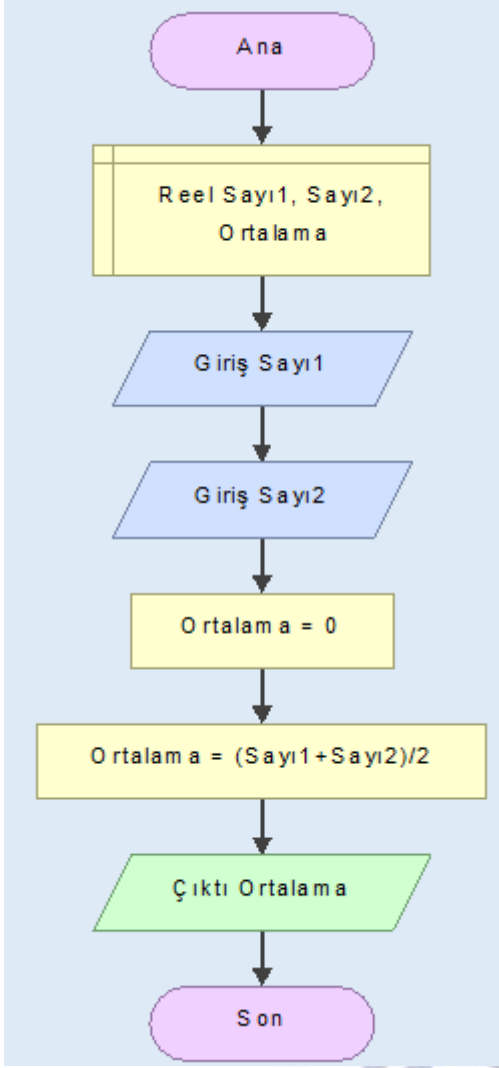 Ana
Reel Sayı1, Sayı2,
Ortalama
Giriş Sayı1
Giriş Sayı2
Ortalama = 0
Ortalama = (Sayı1+Sayı2)/2
Çıktı Ortalama
Son